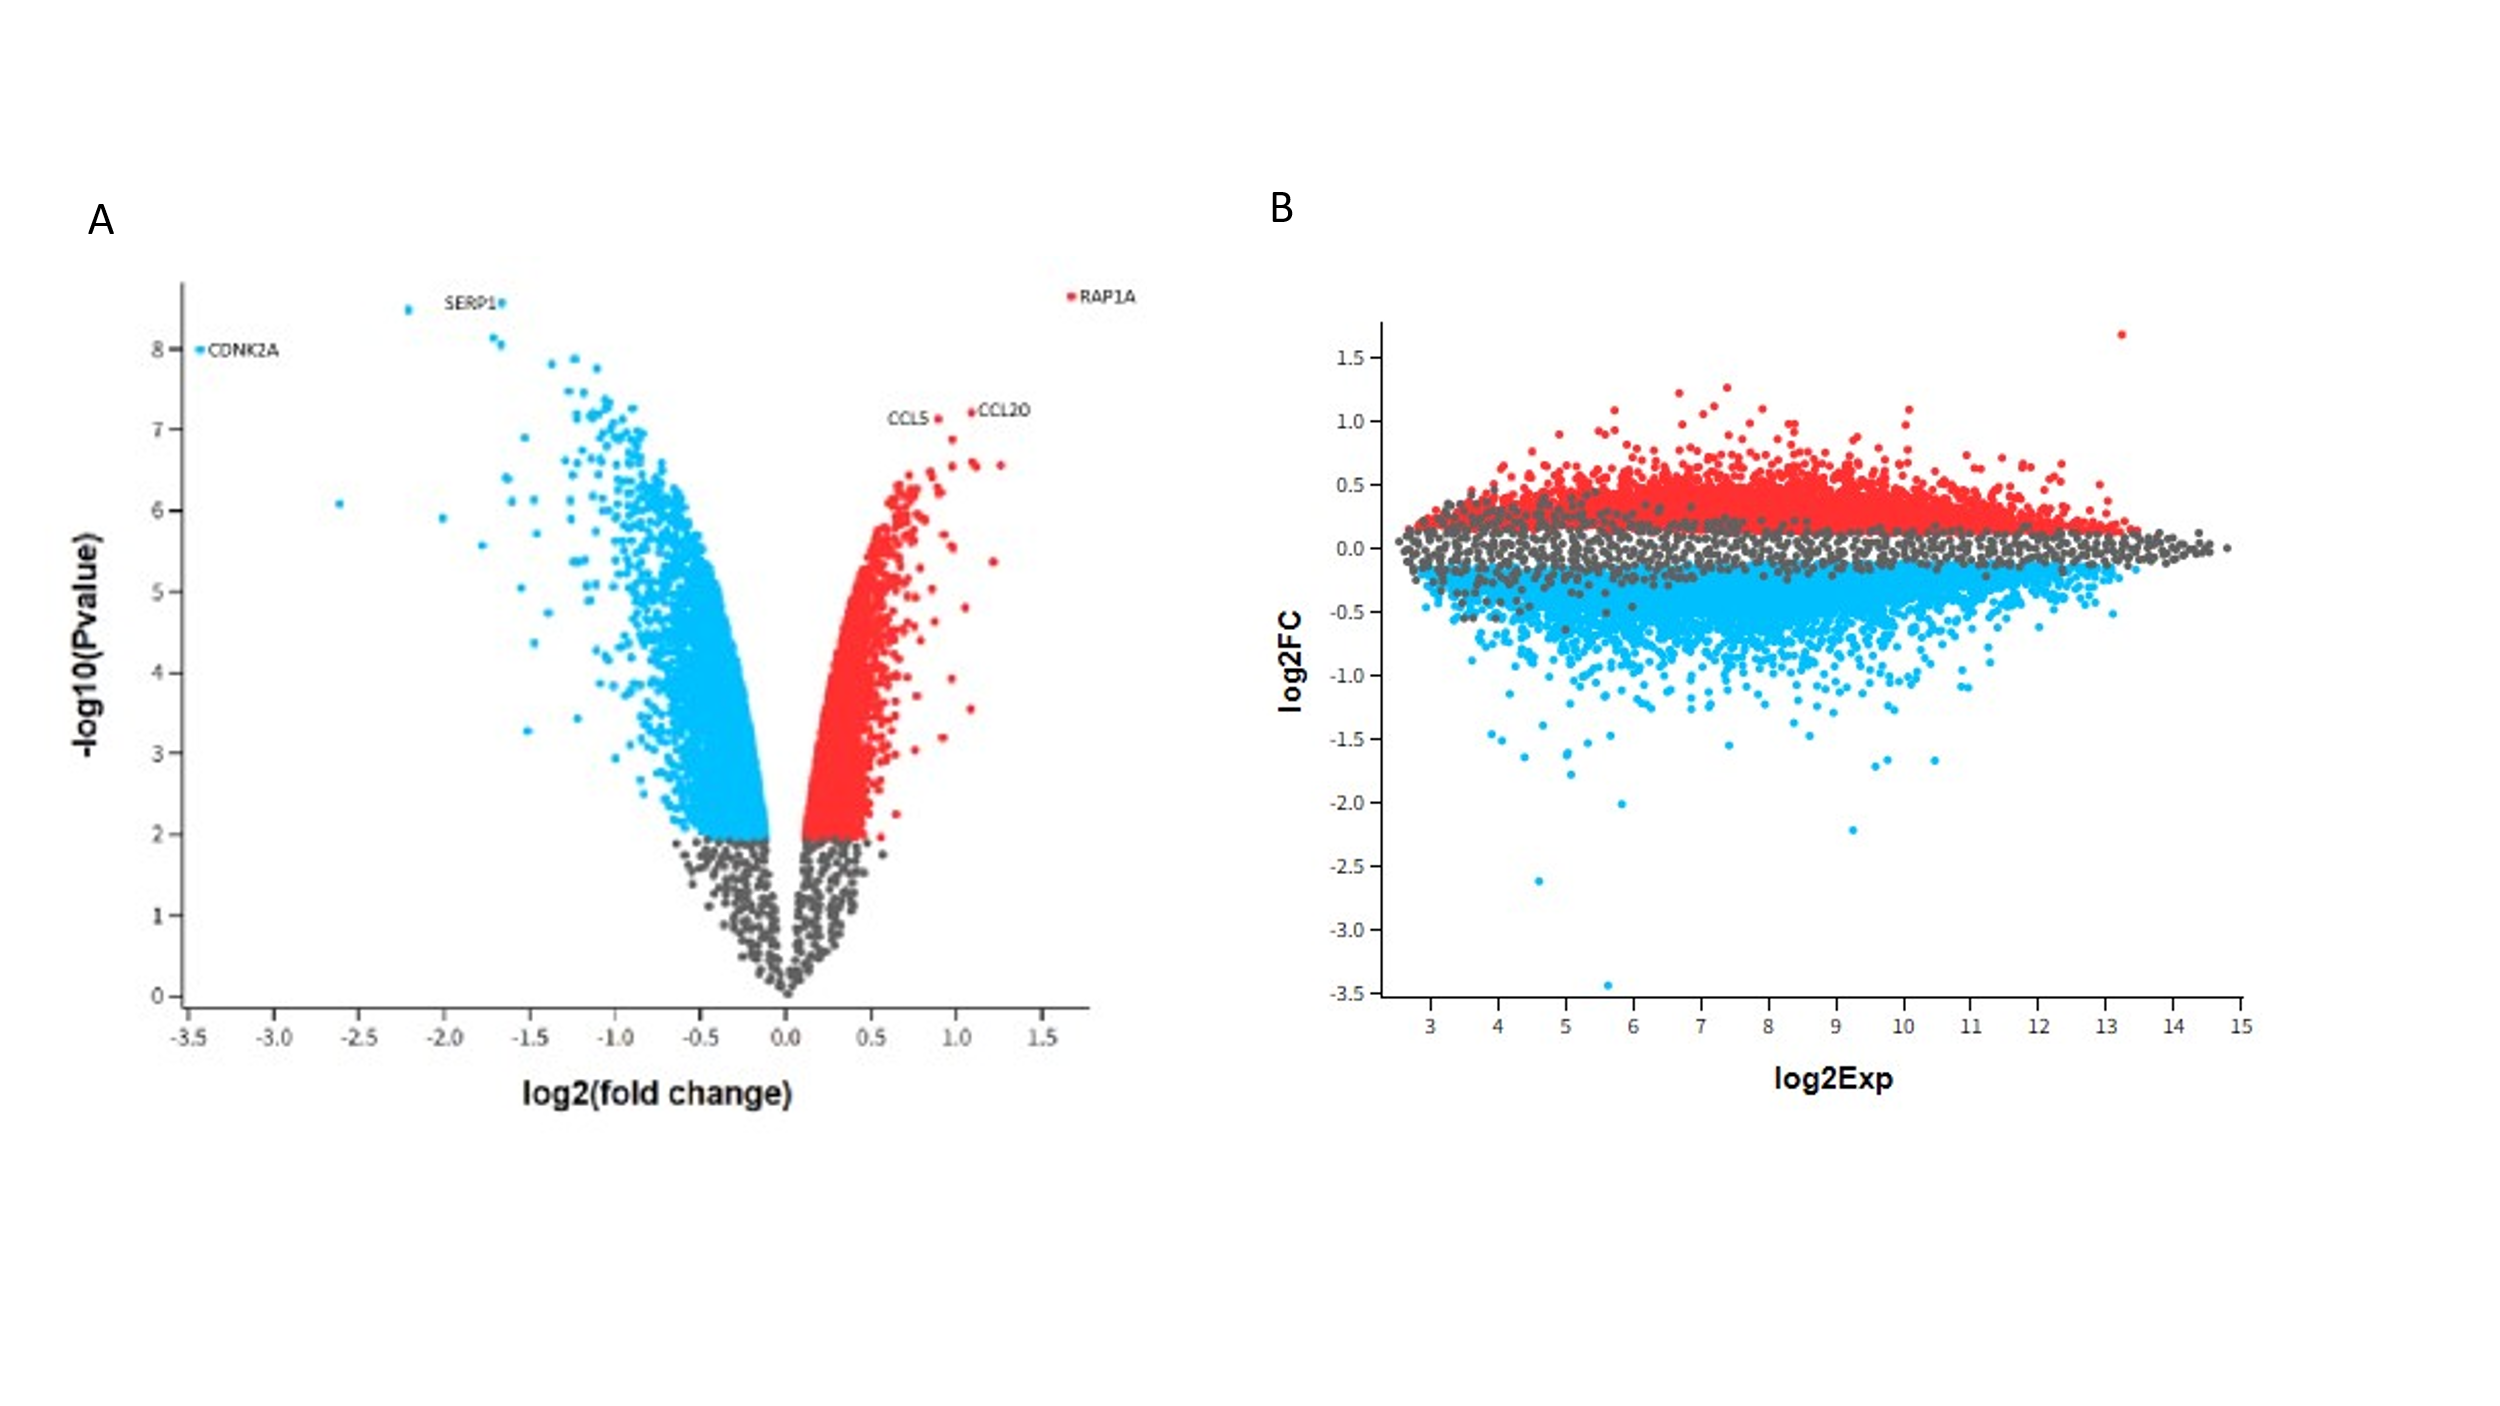 A
B
SERP1
RAP1A
CDNK2A
CCL5
CCL20
8
7
6
5
4
3
2
1
0
-log10(Pvalue)
-3.5 -3.0 -2.5 -2.0 -1.5 -1.0 -0.5 0.0 0.5 1.0 1.5
log2(fold change)
1.5
1.0
0.5
0.0
-0.5
-1.0
-1.5
-2.0
-2.5
-3.0
-3.5
log2FC
3 4 5 6 7 8 9 10 11 12 13 14 15
log2Exp